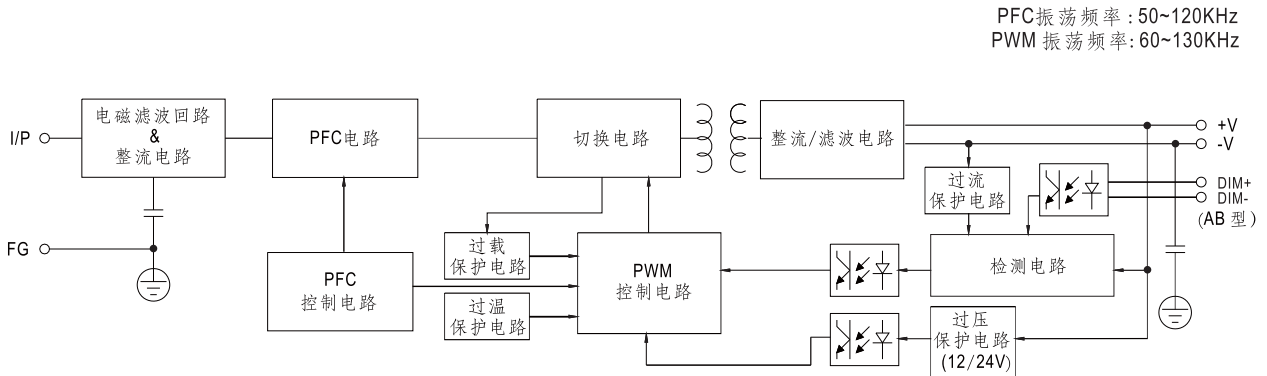 PFC振荡频率:50~120KHz
PWM 振荡频率:60~130KHz
I/P
电磁滤波回路
&
整流电路
PFC电路
切换电路
整流/滤波电路
+V
-V
DIM+
DIM-
(AB 型)
FG
过流
保护电路
过载
保护电路
PFC
控制电路
PWM
控制电路
检测电路
过温
保护电路
过压
保护电路
(12/24V)